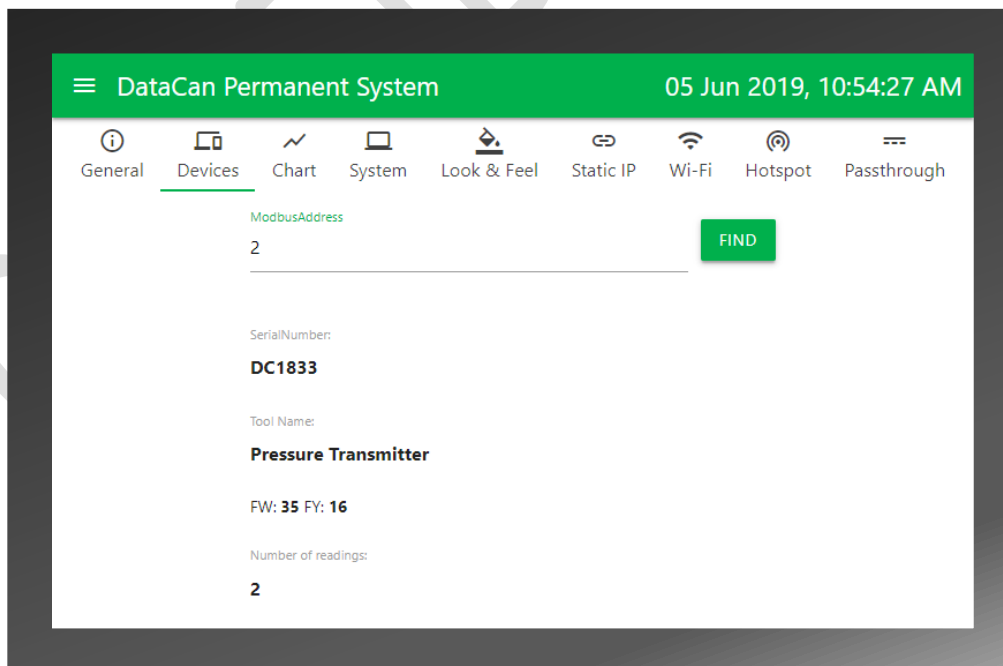 DataCan Permanent System 05 Jun 2019, 10:54:27 AM
General Devices Chart System Look & Feel Static IP Wi-Fi Hotspot Passthrough
ModbusAddress
2
FIND
SerialNumber:
DC1833
Tool Name:
Pressure Transmitter
FW: 35 FY: 16
Number of readings:
2